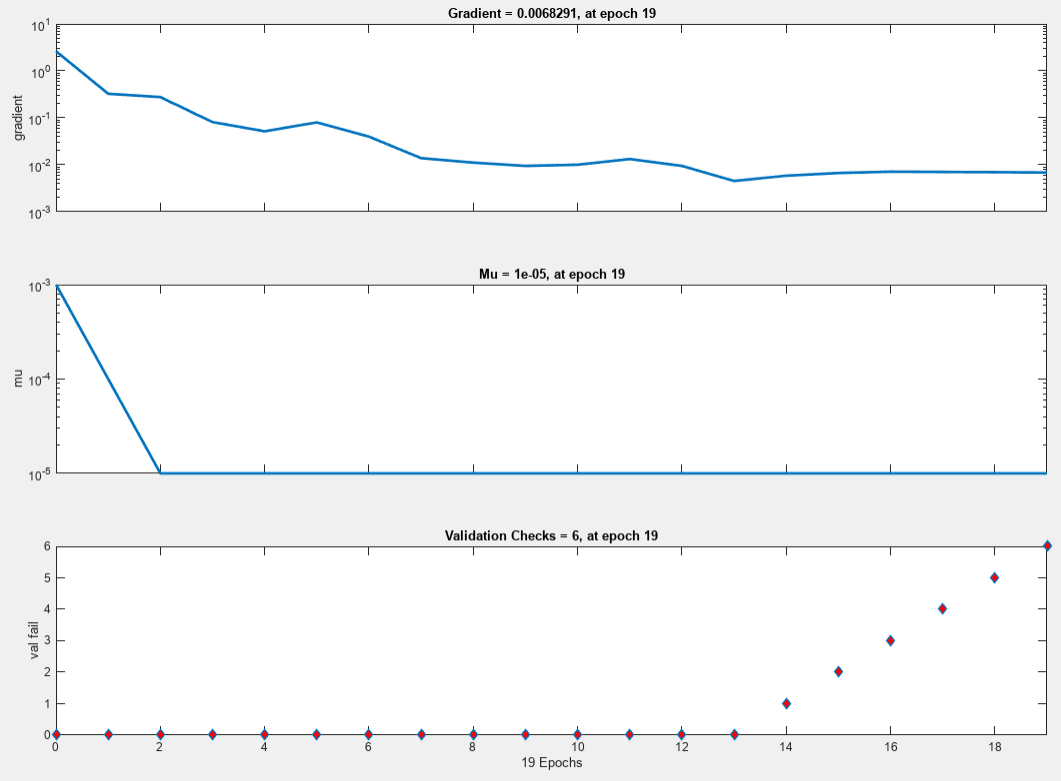 Gradient = 0.0068291, at epoch 19
10^1
10^0
10^-1
10^-2
10^-3
gradient
Mu = 1e-05, at epoch 19
10^-3
10^-4
10^-5
mu
Validation Checks = 6, at epoch 19
6
5
4
3
2
1
0
val fail
0 2 4 6 8 10 12 14 16 18
19 Epochs